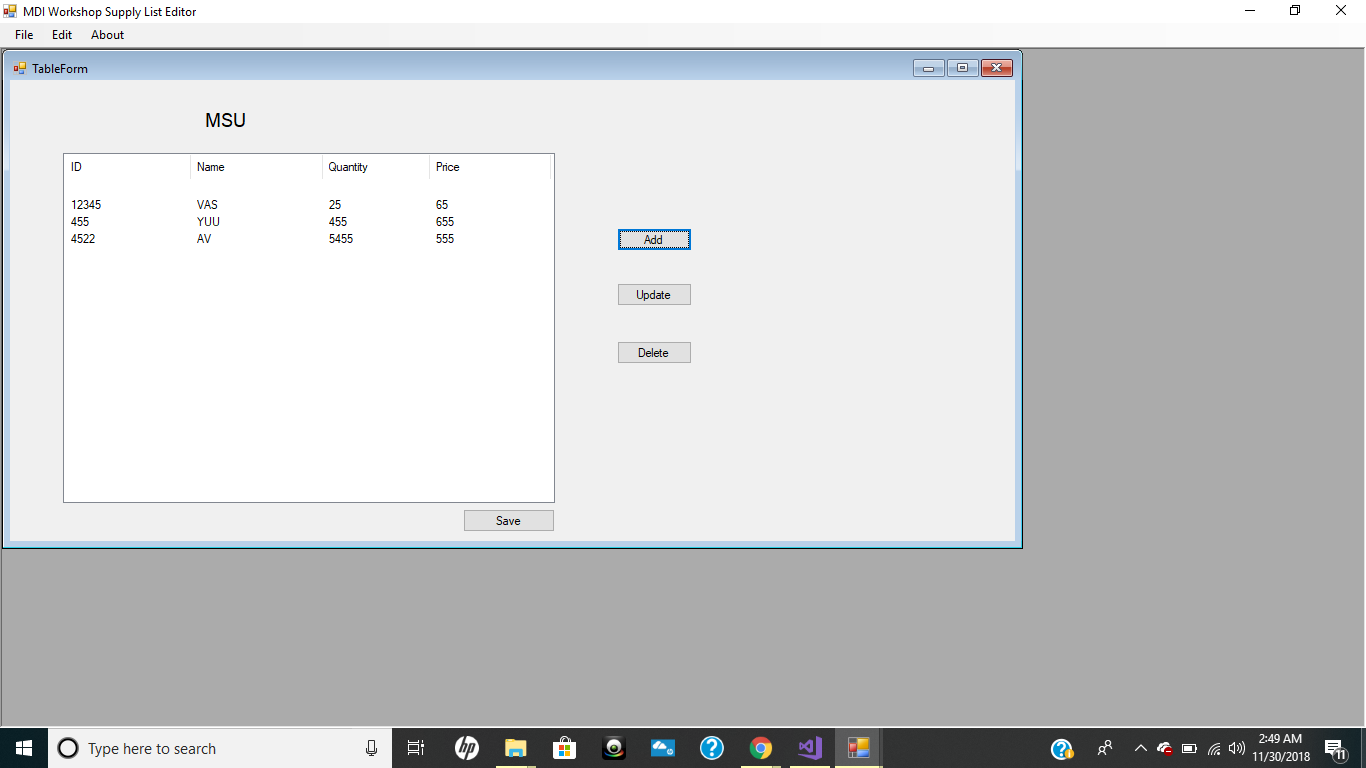 MDI Workshop Supply List Editor
File Edit About
TableForm
MSU
ID Name Quantity Price
12345 VAS 25 65
455 YUU 455 655
4522 AV 5455 555
Add
Update
Delete
Save
Type here to search
hp
2:49 AM
11/30/2018
11